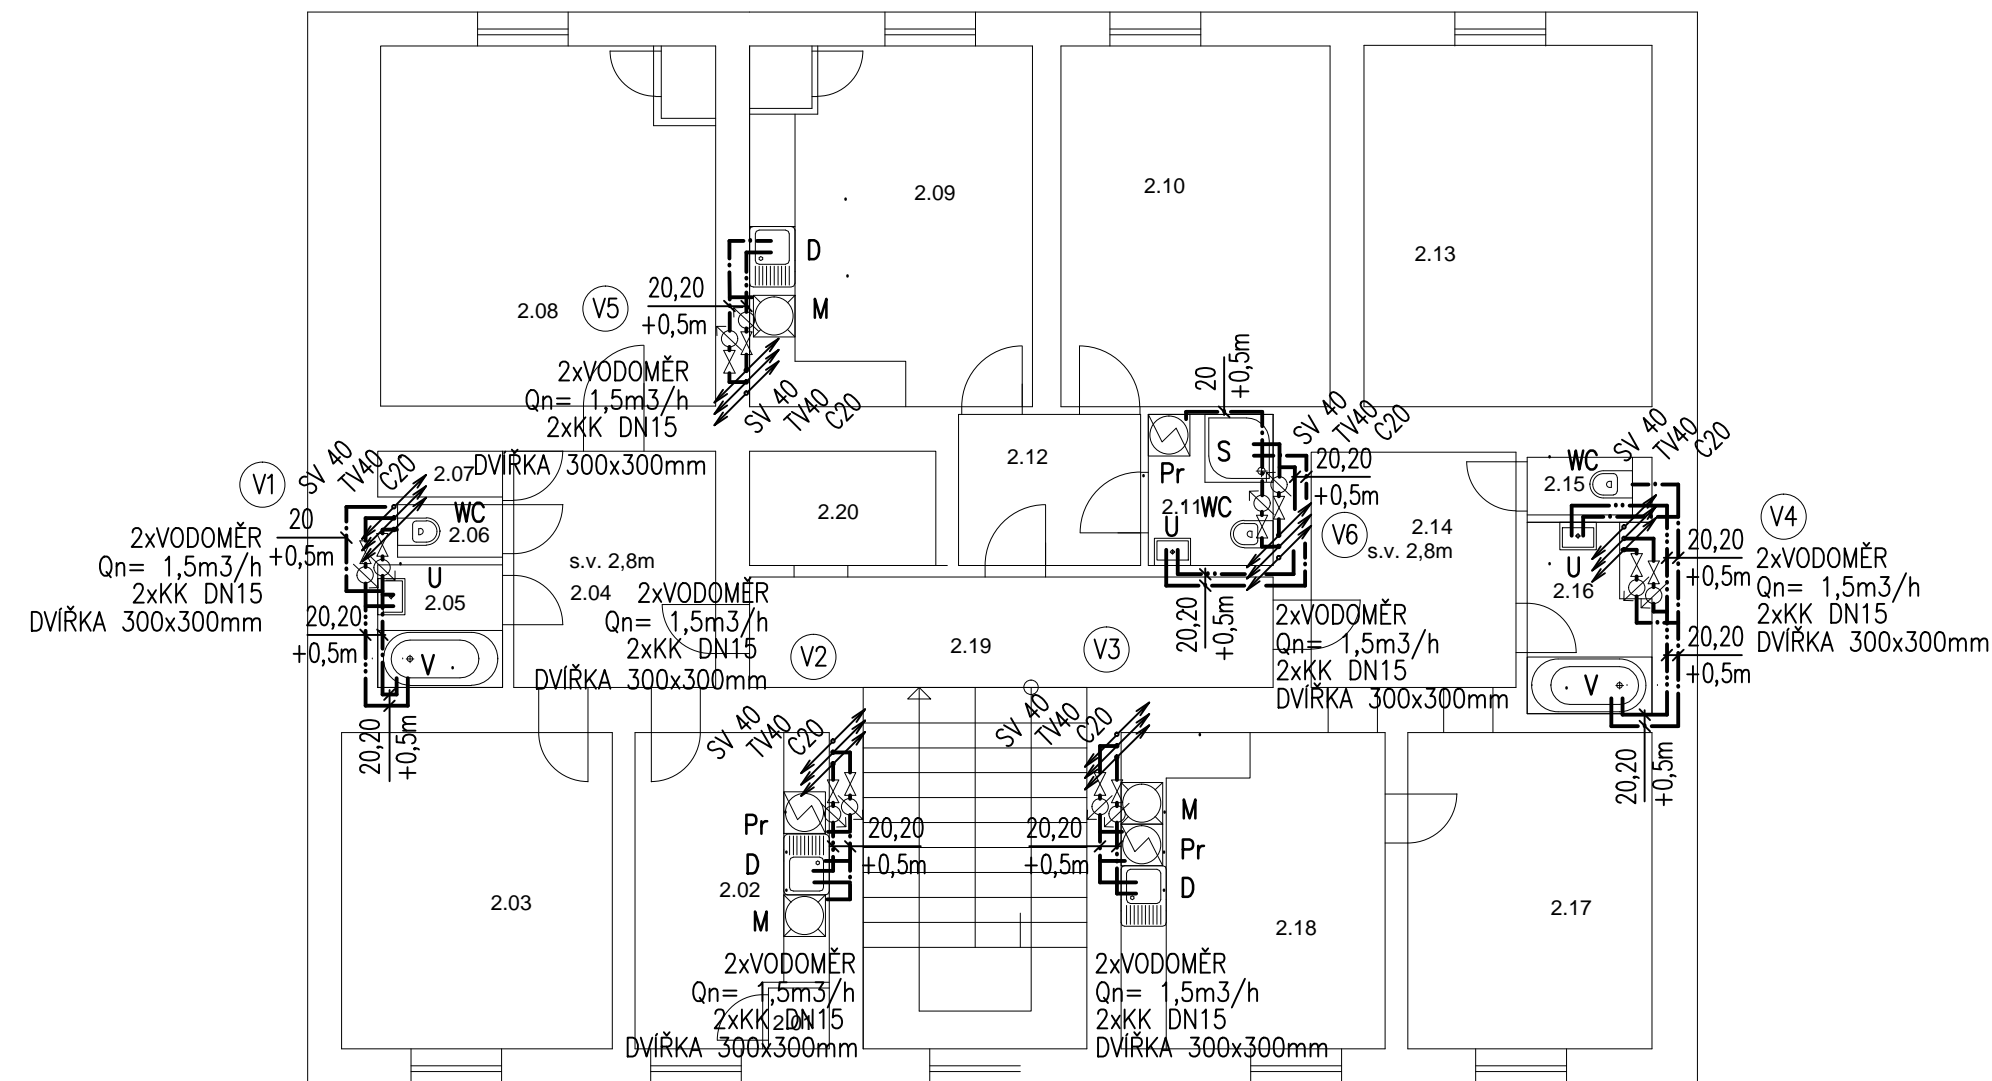 2.08
V5
20,20
+0,5m
2xVODOMĚR
Qn= 1,5m3/h
2xKK DN15
DVÍŘKA 300x300mm
D
M
SV 40
TV40
C20
2.09
2.10
2.13
V1
SV 40
TV40
C20
2.07
WC
2.06
2xVODOMĚR
Qn= 1,5m3/h
2xKK DN15
DVÍŘKA 300x300mm
20
+0,5m
U
2.05
20,20
+0,5m
V
20,20
+0,5m
s.v. 2,8m
2.04
2xVODOMĚR
Qn= 1,5m3/h
2xKK DN15
DVÍŘKA 300x300mm
2.20
2.12
V2
2.19
V3
20
+0,5m
S
Pr
2.11
WC
U
SV 40
TV40
C20
20,20
+0,5m
V6
20,20
+0,5m
2xVODOMĚR
Qn= 1,5m3/h
2xKK DN15
DVÍŘKA 300x300mm
2.14
s.v. 2,8m
SV 40
TV40
C20
WC
2.15
U
2.16
V4
20,20
+0,5m
2xVODOMĚR
Qn= 1,5m3/h
2xKK DN15
DVÍŘKA 300x300mm
20,20
+0,5m
V
20,20
+0,5m
2.03
SV 40
TV40
C20
Pr
D
2.02
M
20,20
+0,5m
2xVODOMĚR
Qn= 1,5m3/h
2xKK DN15
2.01
DVÍŘKA 300x300mm
SV 40
TV40
C20
20,20
+0,5m
M
Pr
D
2.18
2xVODOMĚR
Qn= 1,5m3/h
2xKK DN15
DVÍŘKA 300x300mm
2.17